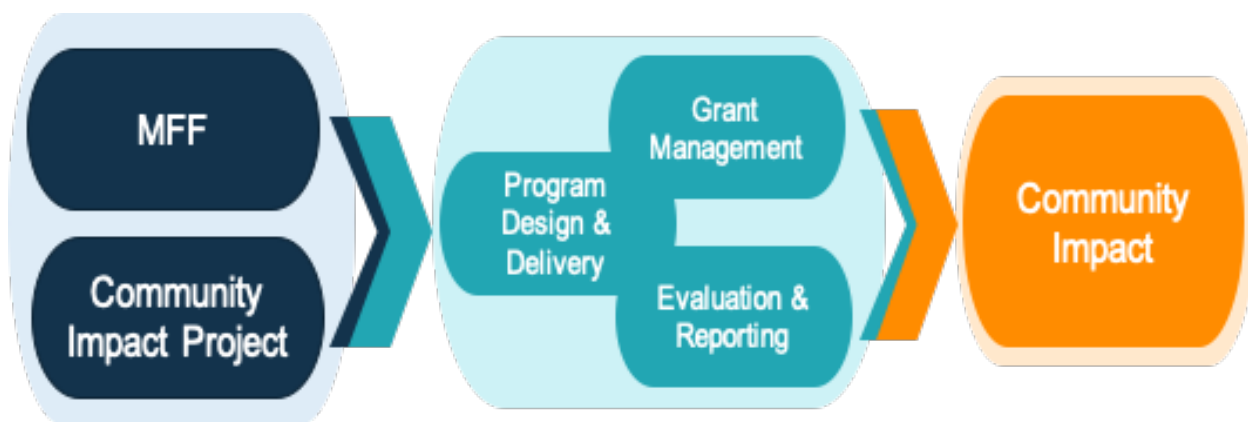 MFF
Community
Impact Project
Program
Design &
Delivery
Grant
Management
Evaluation &
Reporting
Community
Impact